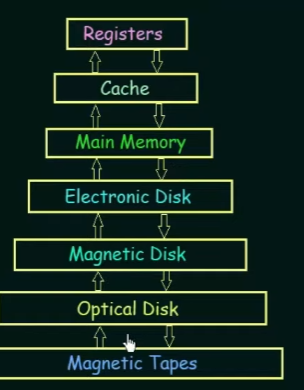 Registers
Cache
Main Memory
Electronic Disk
Magnetic Disk
Optical Disk
Magnetic Tapes